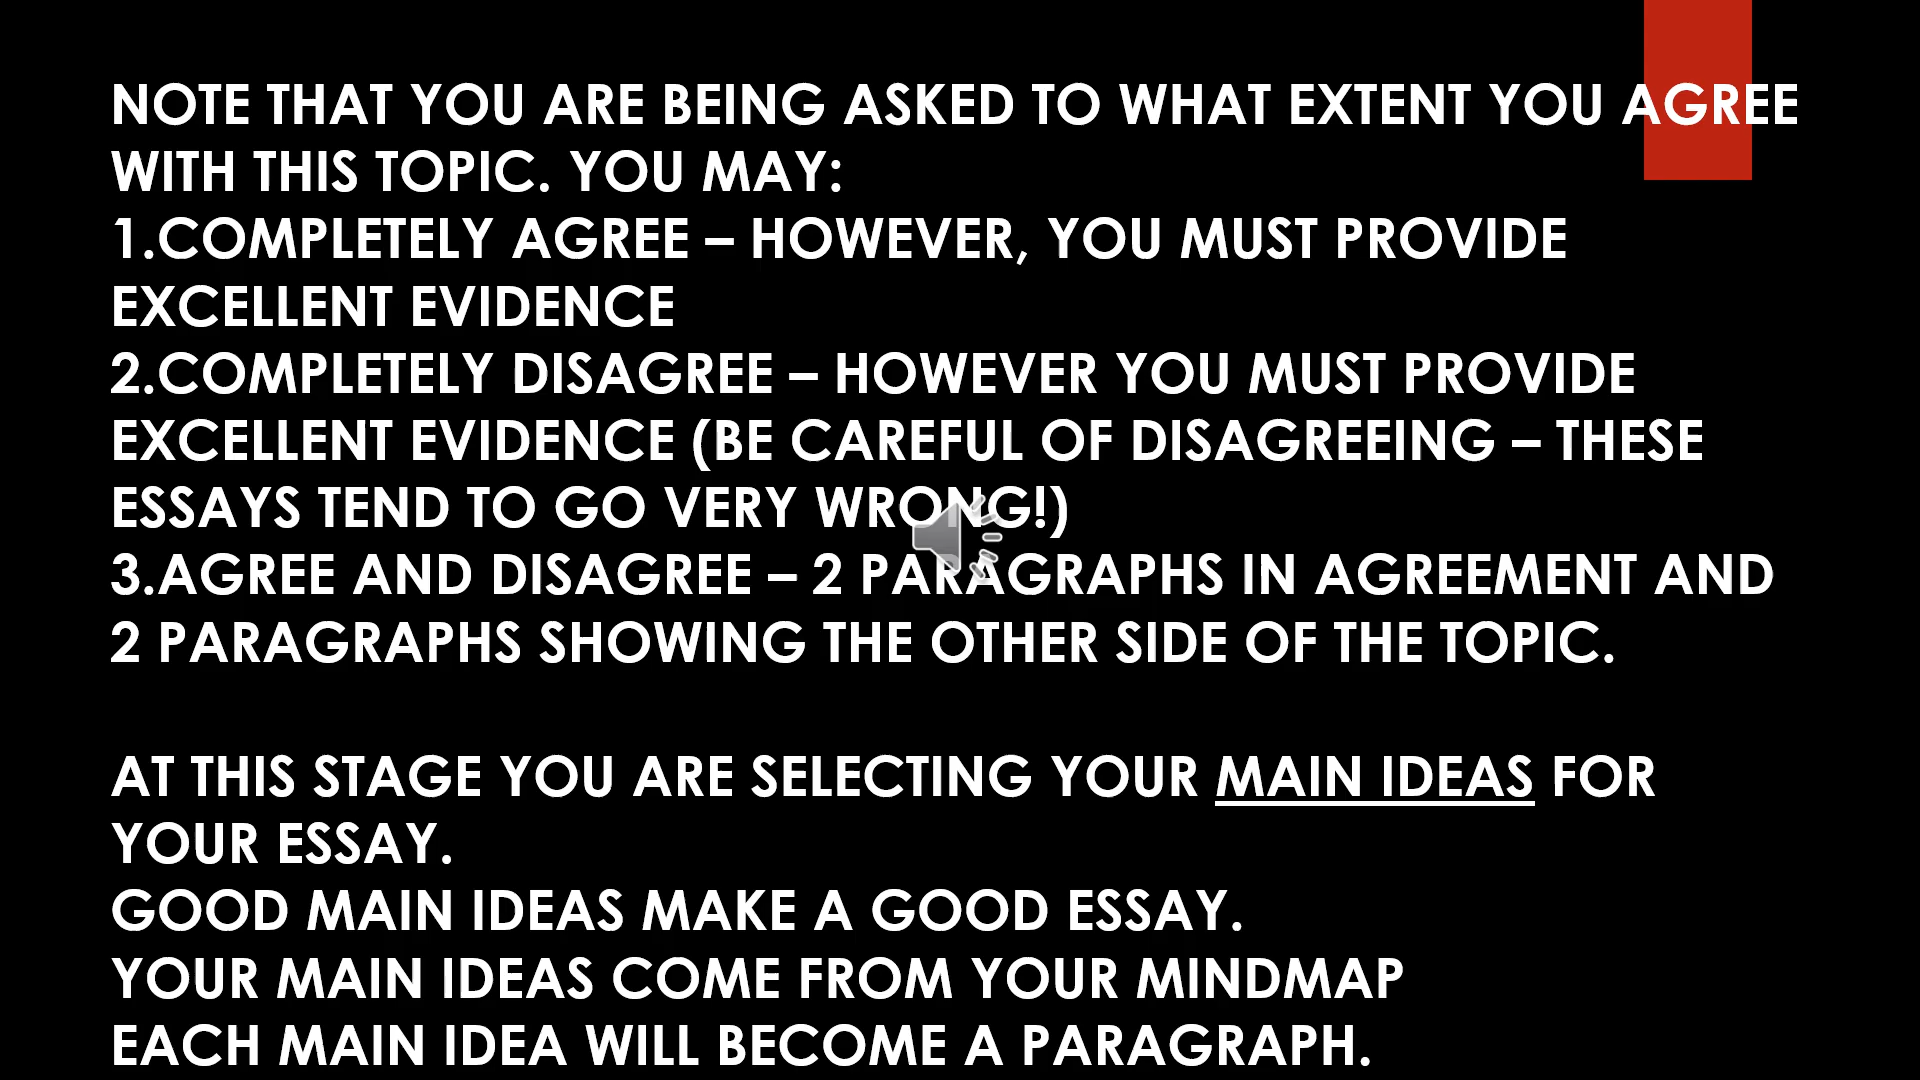 NOTE THAT YOU ARE BEING ASKED TO WHAT EXTENT YOU AGREE
WITH THIS TOPIC. YOU MAY:
1.COMPLETELY AGREE – HOWEVER, YOU MUST PROVIDE
EXCELLENT EVIDENCE
2.COMPLETELY DISAGREE – HOWEVER YOU MUST PROVIDE
EXCELLENT EVIDENCE (BE CAREFUL OF DISAGREEING – THESE
ESSAYS TEND TO GO VERY WRONG!)
3.AGREE AND DISAGREE – 2 PARAGRAPHS IN AGREEMENT AND
2 PARAGRAPHS SHOWING THE OTHER SIDE OF THE TOPIC.
AT THIS STAGE YOU ARE SELECTING YOUR MAIN IDEAS FOR
YOUR ESSAY.
GOOD MAIN IDEAS MAKE A GOOD ESSAY.
YOUR MAIN IDEAS COME FROM YOUR MINDMAP
EACH MAIN IDEA WILL BECOME A PARAGRAPH.